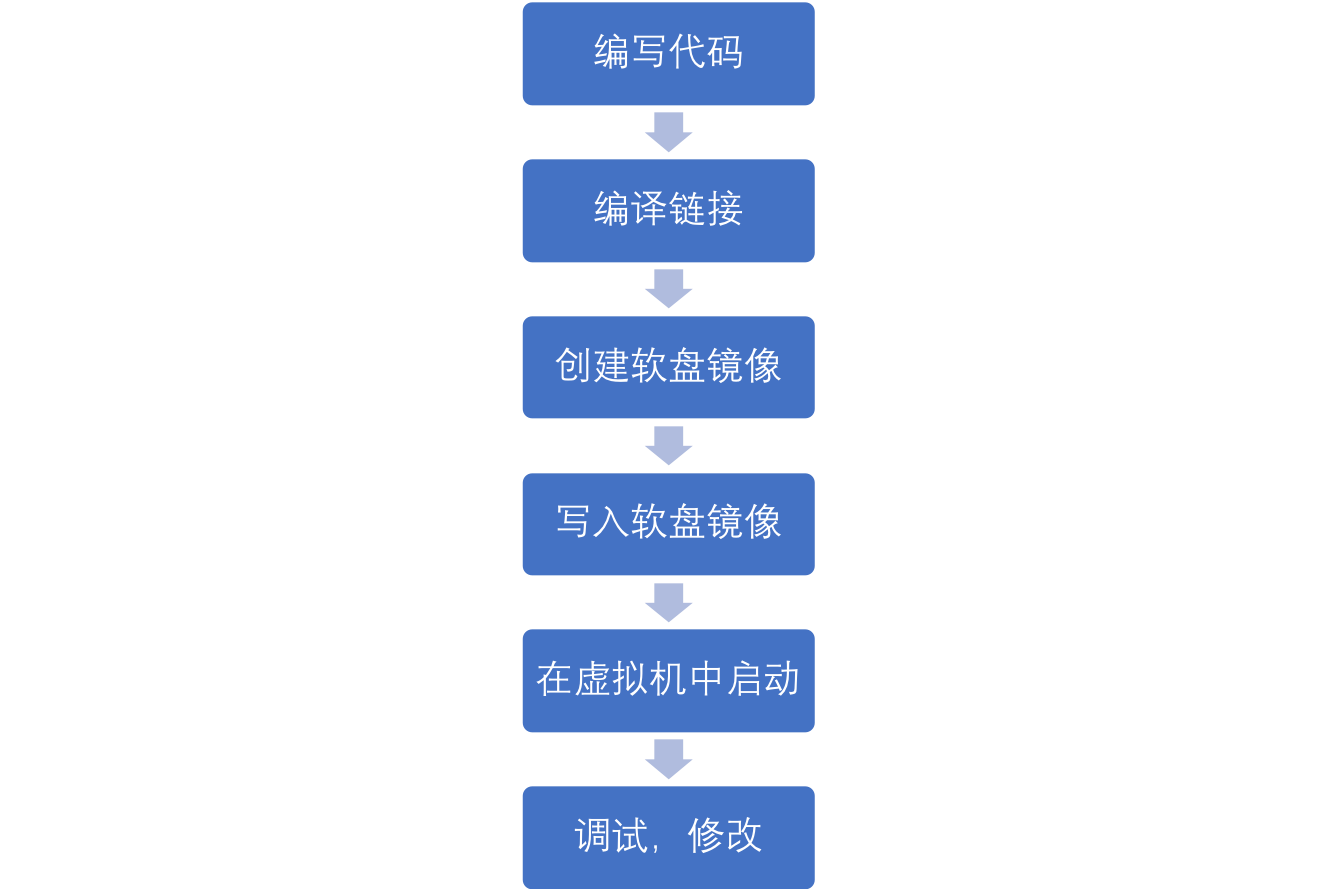 编写代码
编译链接
创建软盘镜像
写入软盘镜像
在虚拟机中启动
调试，修改